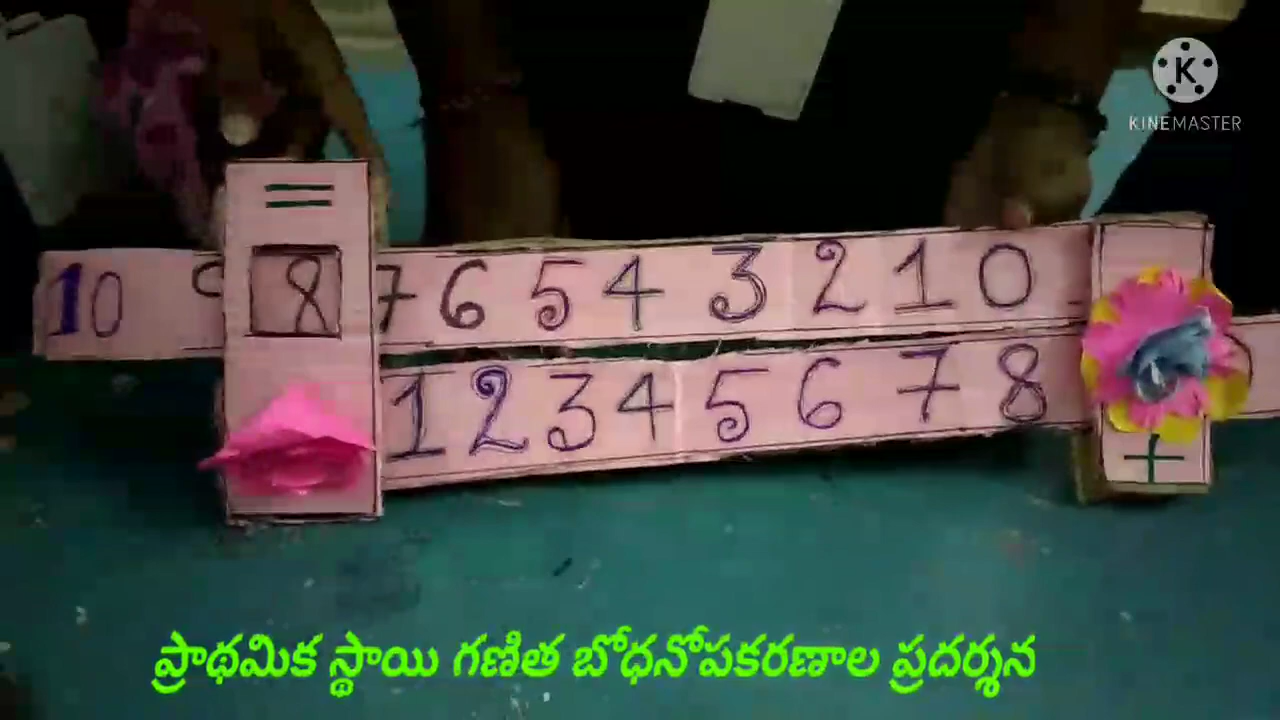 K
KINEMASTER
=
10 9 8 7 6 5 4 3 2 1 0
1 2 3 4 5 6 7 8
+
ప్రాథమిక స్థాయి గణిత బోధనోపకరణాల ప్రదర్శన